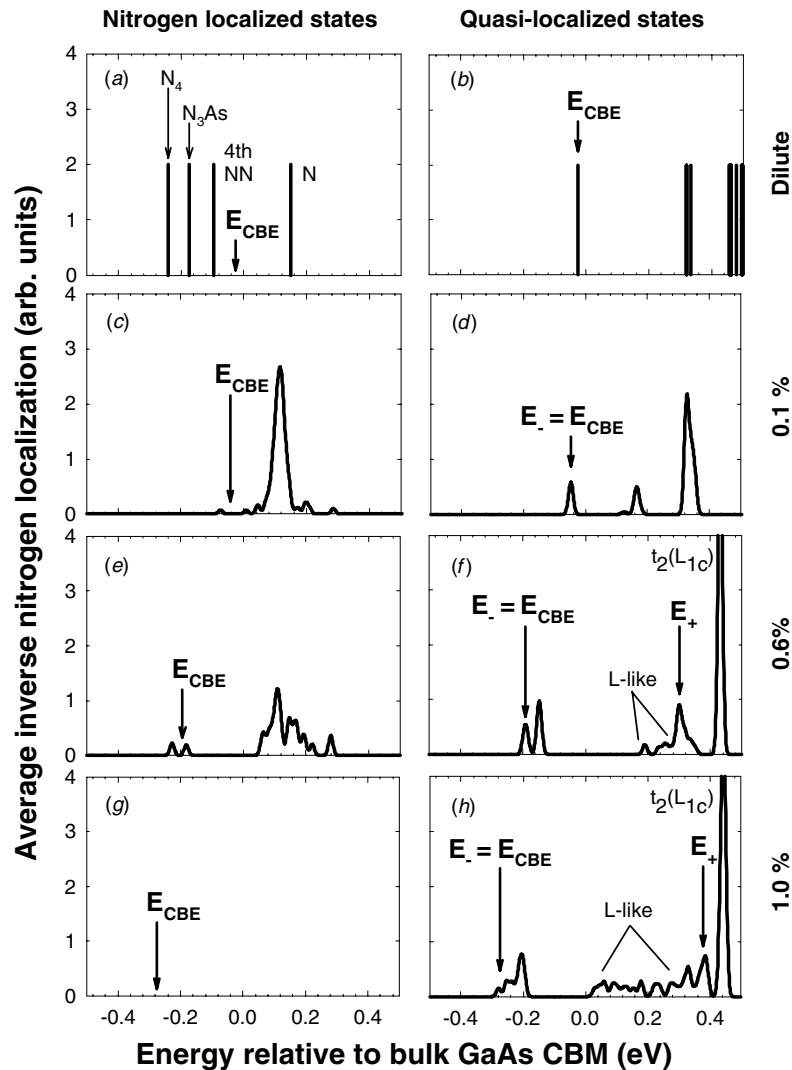 Nitrogen localized states
Quasi-localized states
Average inverse nitrogen localization (arb. units)
4
3
2
1
0
(a)
N4
N3As
4th
NN
N
ECBE
(b)
ECBE
Dilute
4
3
2
1
0
(c)
ECBE
(d)
E- = ECBE
0.1 %
4
3
2
1
0
(e)
ECBE
(f)
t2(L1c)
E- = ECBE
E+
L-like
0.6%
4
3
2
1
0
(g)
ECBE
(h)
t2(L1c)
E- = ECBE
E+
L-like
1.0 %
-0.4 -0.2 0.0 0.2 0.4
-0.4 -0.2 0.0 0.2 0.4
Energy relative to bulk GaAs CBM (eV)